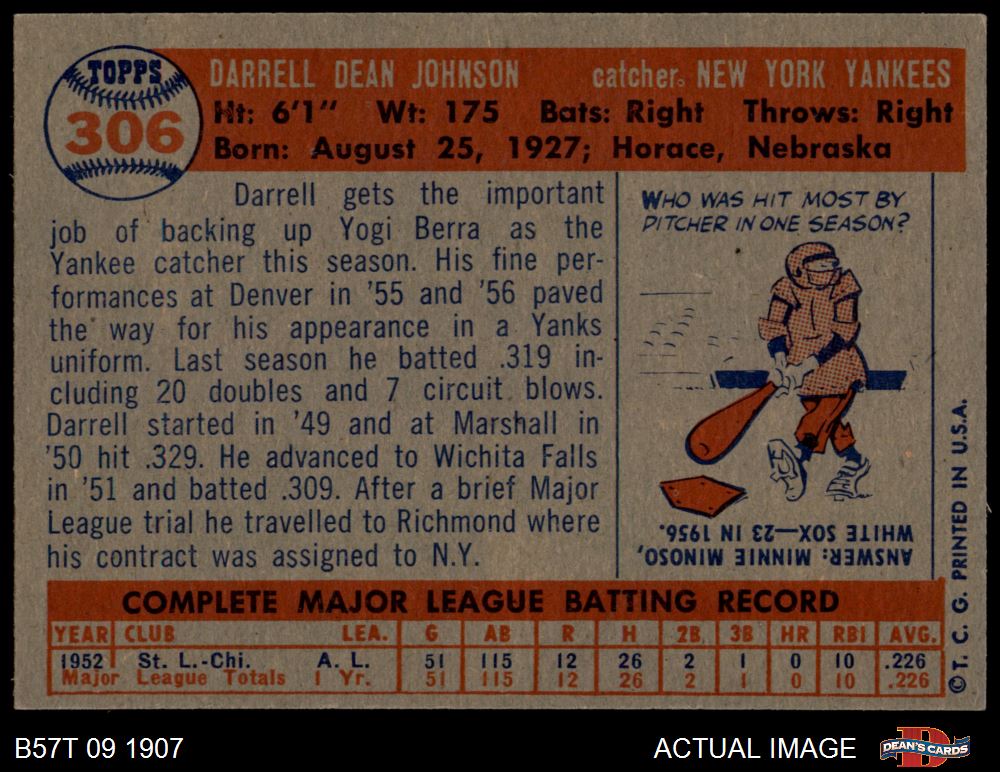 TOPPS
306
DARRELL DEAN JOHNSON catcher NEW YORK YANKEES
Ht: 6'1" Wt: 175 Bats: Right Throws: Right
Born: August 25, 1927; Horace, Nebraska
Darrell gets the important
job of backing up Yogi Berra as the
Yankee catcher this season. His fine per-
formances at Denver in '55 and '56 paved
the way for his appearance in a Yanks
uniform. Last season he batted .319 in-
cluding 20 doubles and 7 circuit blows.
Darrell started in '49 and at Marshall in
'50 hit .329. He advanced to Wichita Falls
in '51 and batted .309. After a brief Major
League trial he travelled to Richmond where
his contract was assigned to N.Y.
WHO WAS HIT MOST BY
PITCHER IN ONE SEASON?
ANSWER: MINNIE MINOSO,
WHITE SOX—23 IN 1956.
COMPLETE MAJOR LEAGUE BATTING RECORD
YEAR CLUB LEA. G AB R H 2B 3B HR RBI AVG.
1952 St. L.-Chi. A. L. 51 115 12 26 2 1 0 10 .226
Major League Totals 1 Yr. 51 115 12 26 2 1 0 10 .226
© T. C. G. PRINTED IN U.S.A.
B57T 09 1907 ACTUAL IMAGE DEAN'S CARDS